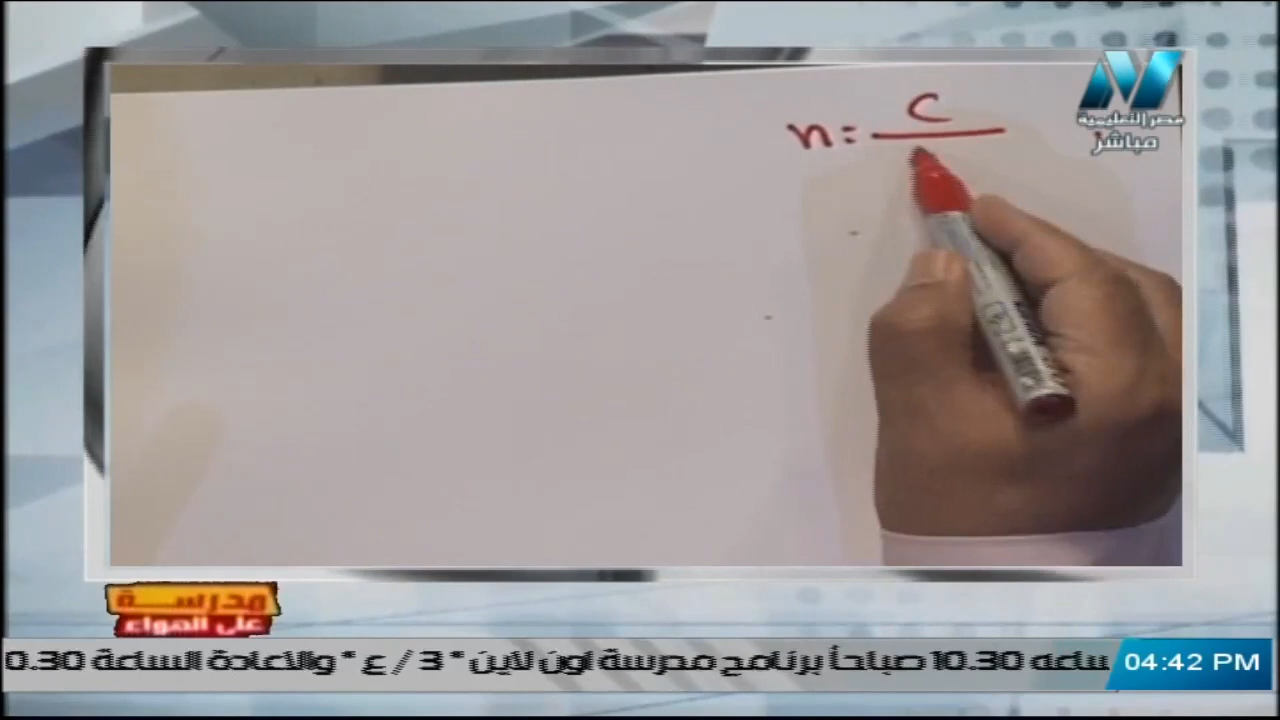 n = c
مصر التعليمية
مباشر
مدرسة
على الهواء
ساعه 10.30 صباحاً برنامج مدرسة اون لاين " 3 / ع " والاعادة الساعة 0.30
04:42 PM